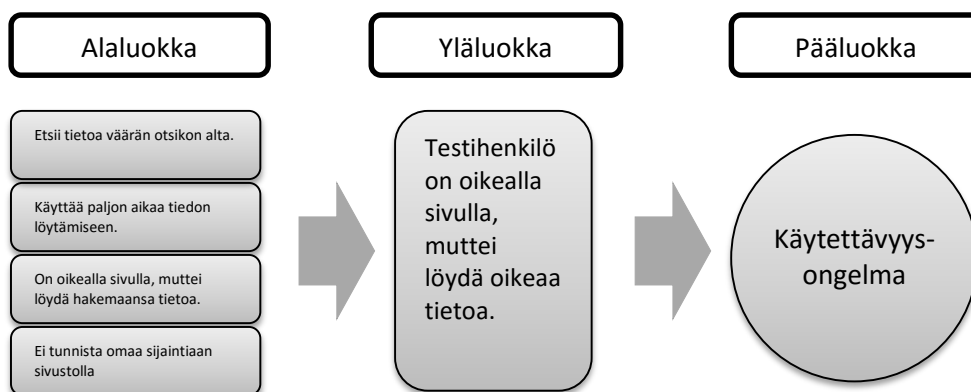 Alaluokka
Yläluokka
Pääluokka
Etsii tietoa väärän otsikon alta.
Käyttää paljon aikaa tiedon
löytämiseen.
On oikealla sivulla, muttei
löydä hakemaansa tietoa.
Ei tunnista omaa sijaintiaan
sivustolla
Testihenkilö
on oikealla
sivulla,
muttei
löydä oikeaa
tietoa.
Käytettävyys-
ongelma